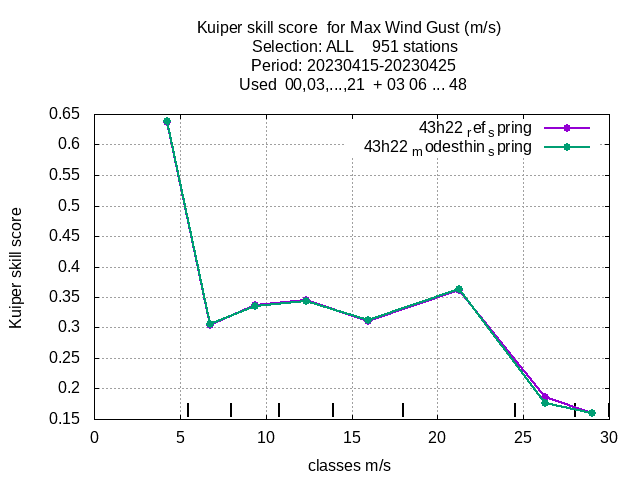 Kuiper skill score  for Max Wind Gust (m/s)
Selection: ALL    951 stations
Period: 20230415-20230425
Used  00,03,...,21  + 03 06 ... 48
43h22 ref spring
43h22 modesthin spring
0.65
0.6
0.55
0.5
0.45
0.4
0.35
0.3
0.25
0.2
0.15
Kuiper skill score
0 5 10 15 20 25 30
classes m/s